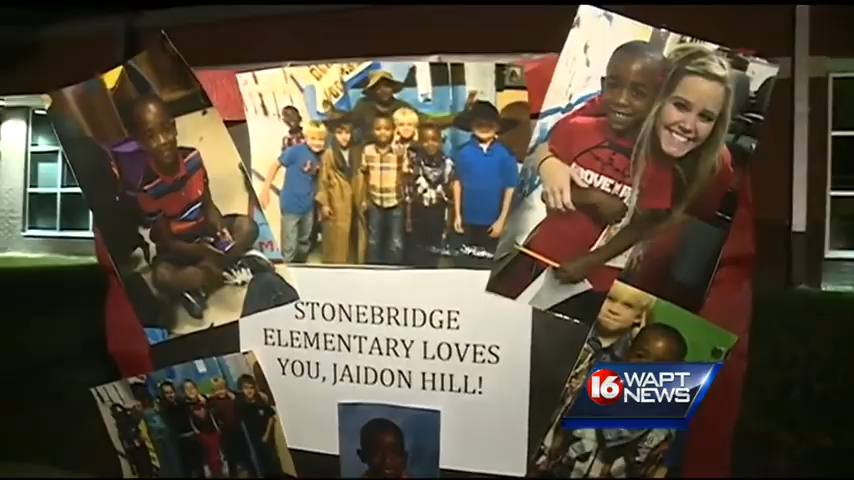 STONEBRIDGE
ELEMENTARY LOVES
YOU, JAIDON HILL!
16 WAPT
NEWS